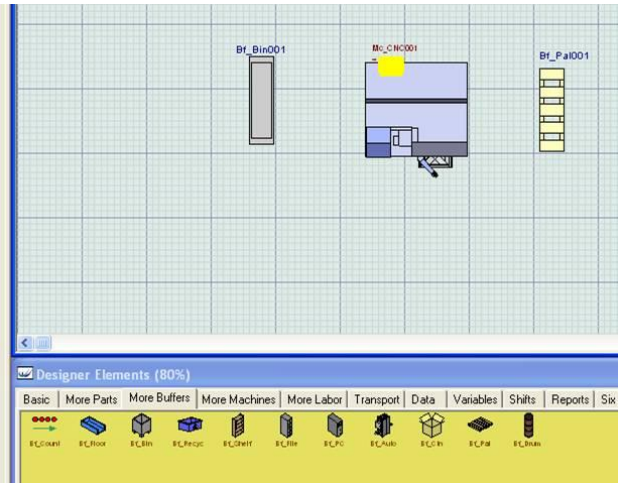 Bf_Bin001
Mc_CNC001
Bf_Pal001
Designer Elements (80%)
Basic More Parts More Buffers More Machines More Labor Transport Data Variables Shifts Reports Six
Bf_Count Bf_Floor Bf_Bin Bf_Recyc Bf_Shelf Bf_File Bf_PC Bf_Auto Bf_Ctn Bf_Pal Bf_Drum